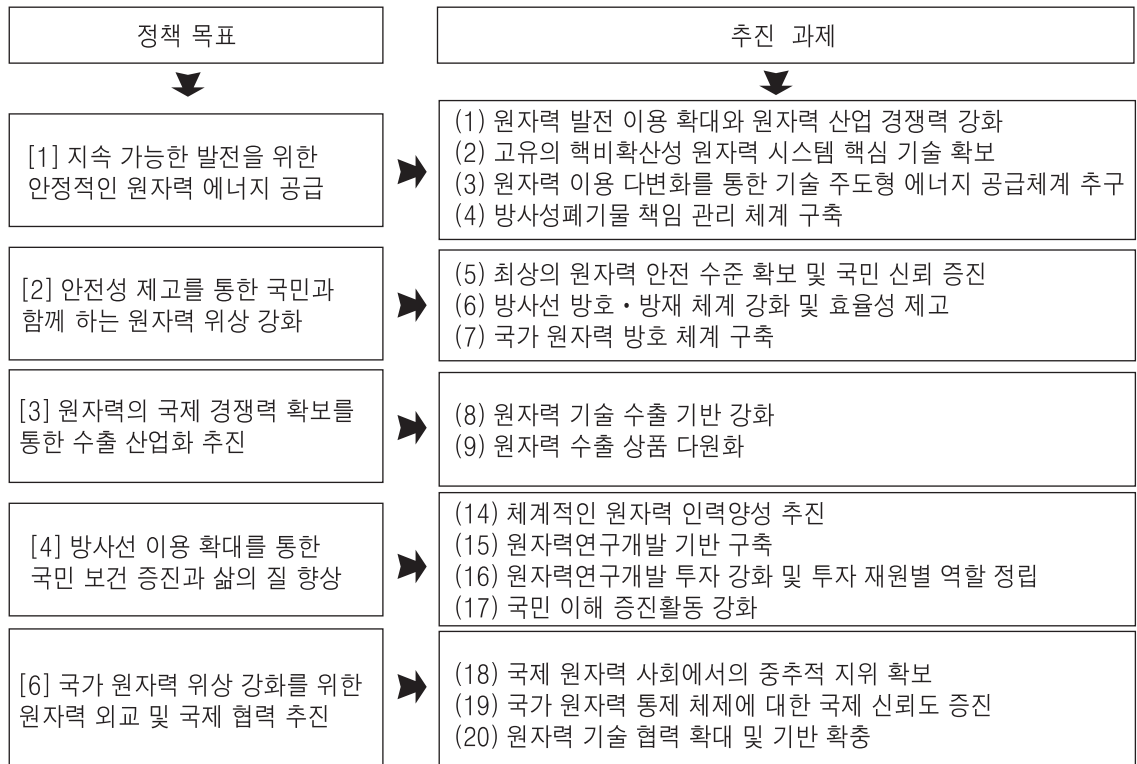 정책 목표
추진 과제
[1] 지속 가능한 발전을 위한
안정적인 원자력 에너지 공급
(1) 원자력 발전 이용 확대와 원자력 산업 경쟁력 강화
(2) 고유의 핵비확산성 원자력 시스템 핵심 기술 확보
(3) 원자력 이용 다변화를 통한 기술 주도형 에너지 공급체계 추구
(4) 방사성폐기물 책임 관리 체계 구축
[2] 안전성 제고를 통한 국민과
함께 하는 원자력 위상 강화
(5) 최상의 원자력 안전 수준 확보 및 국민 신뢰 증진
(6) 방사선 방호·방재 체계 강화 및 효율성 제고
(7) 국가 원자력 방호 체계 구축
[3] 원자력의 국제 경쟁력 확보를
통한 수출 산업화 추진
(8) 원자력 기술 수출 기반 강화
(9) 원자력 수출 상품 다원화
[4] 방사선 이용 확대를 통한
국민 보건 증진과 삶의 질 향상
(14) 체계적인 원자력 인력양성 추진
(15) 원자력연구개발 기반 구축
(16) 원자력연구개발 투자 강화 및 투자 재원별 역할 정립
(17) 국민 이해 증진활동 강화
[6] 국가 원자력 위상 강화를 위한
원자력 외교 및 국제 협력 추진
(18) 국제 원자력 사회에서의 중추적 지위 확보
(19) 국가 원자력 통제 체제에 대한 국제 신뢰도 증진
(20) 원자력 기술 협력 확대 및 기반 확충